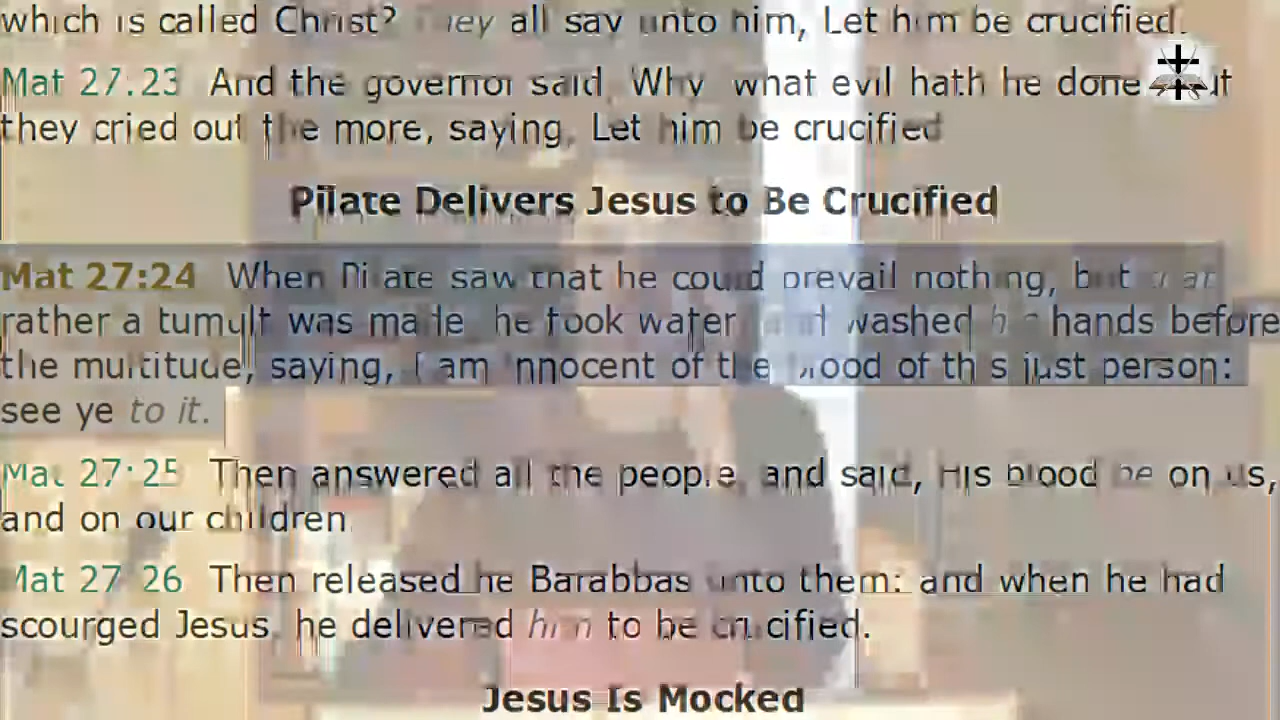 which is called Christ? They all say unto him, Let him be crucified.
Mat 27:23 And the governor said, Why, what evil hath he done
they cried out the more, saying, Let him be crucified
Pilate Delivers Jesus to Be Crucified
Mat 27:24 When Pilate saw that he could prevail nothing, but that
rather a tumult was made, he took water, and washed his hands before
the multitude, saying, I am innocent of the blood of this just person:
see ye to it.
Mat 27:25 Then answered all the people, and said, His blood be on us,
and on our children
Mat 27:26 Then released he Barabbas unto them: and when he had
scourged Jesus, he delivered him to be crucified.
Jesus Is Mocked